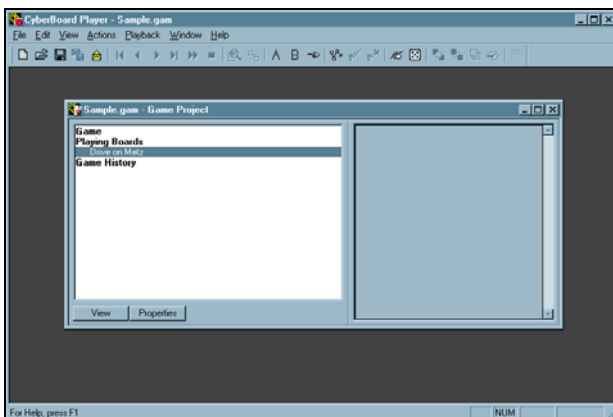 CyberBoard Player - Sample.gam
File Edit View Actions Playback Window Help
A B
Sample.gam - Game Project
Game
Playing Boards
Drive on Metz
Game History
View Properties
For Help, press F1 NUM